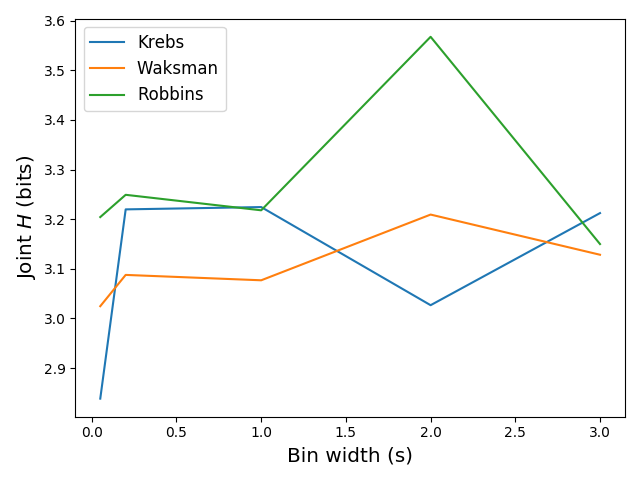 Krebs
Waksman
Robbins
3.6
3.5
3.4
3.3
3.2
3.1
3.0
2.9
Joint H (bits)
0.0 0.5 1.0 1.5 2.0 2.5 3.0
Bin width (s)